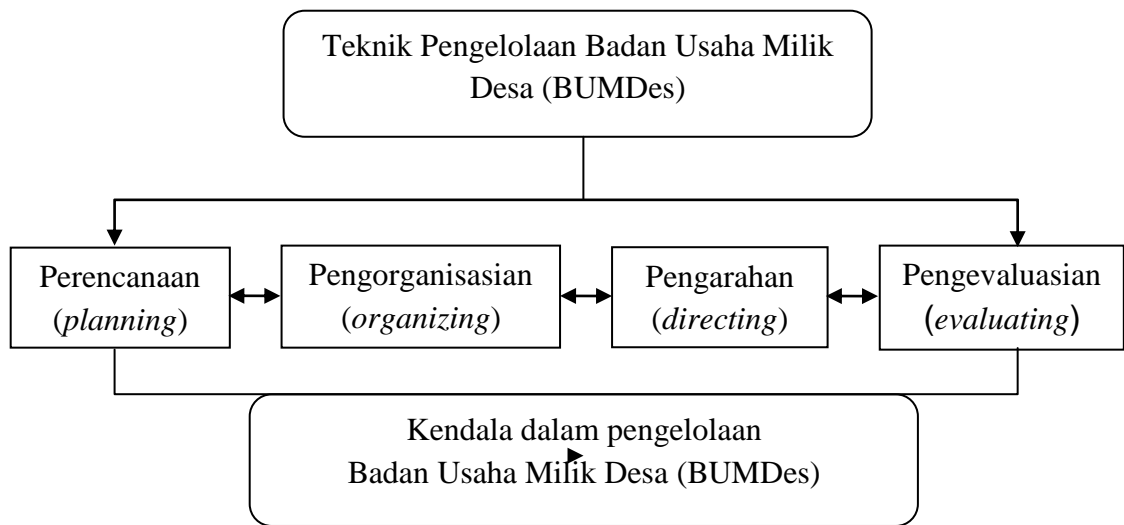 Teknik Pengelolaan Badan Usaha Milik
Desa (BUMDes)
Perencanaan
(planning)
Pengorganisasian
(organizing)
Pengarahan
(directing)
Pengevaluasian
(evaluating)
Kendala dalam pengelolaan
Badan Usaha Milik Desa (BUMDes)